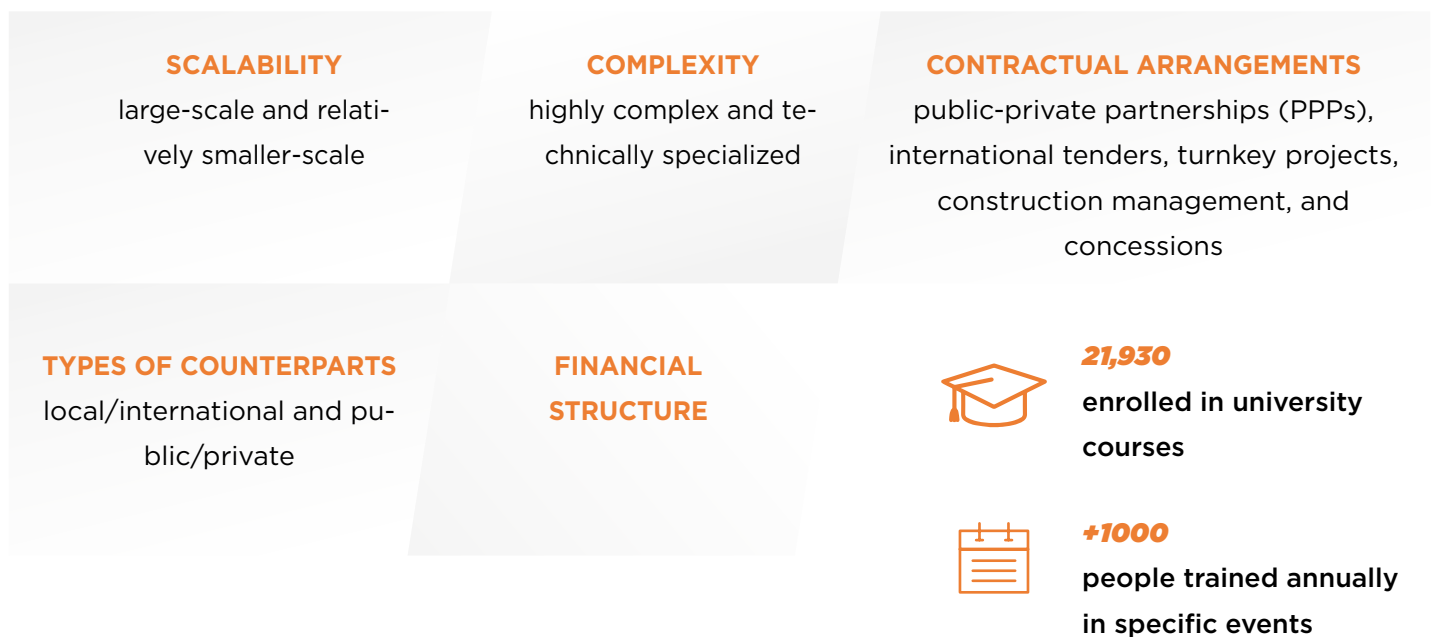 SCALABILITY
large-scale and relati-
vely smaller-scale
COMPLEXITY
highly complex and te-
chnically specialized
CONTRACTUAL ARRANGEMENTS
public-private partnerships (PPPs),
international tenders, turnkey projects,
construction management, and
concessions
TYPES OF COUNTERPARTS
local/international and pu-
blic/private
FINANCIAL
STRUCTURE
21,930
enrolled in university
courses
+1000
people trained annually
in specific events